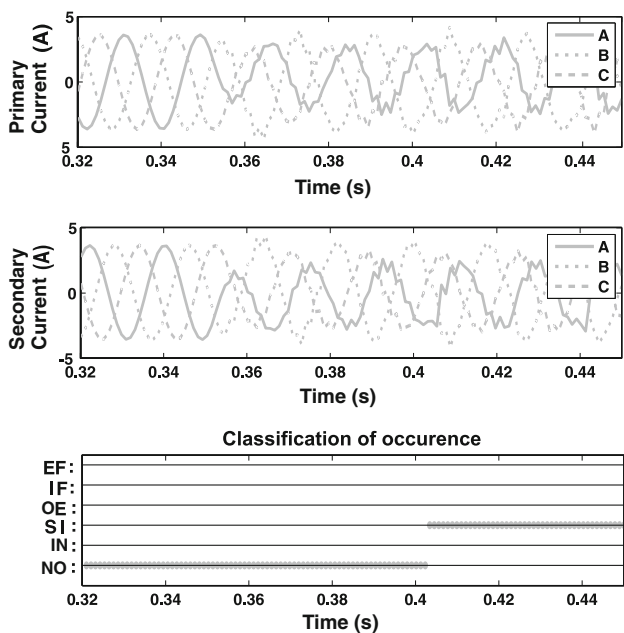 5
0
5
Primary
Current (A)
A
B
C
0.32 0.34 0.36 0.38 0.4 0.42 0.44
Time (s)
5
0
-5
Secondary
Current (A)
A
B
C
0.32 0.34 0.36 0.38 0.4 0.42 0.44
Time (s)
Classification of occurence
EF:
IF:
OE:
SI:
IN:
NO:
0.32 0.34 0.36 0.38 0.4 0.42 0.44
Time (s)